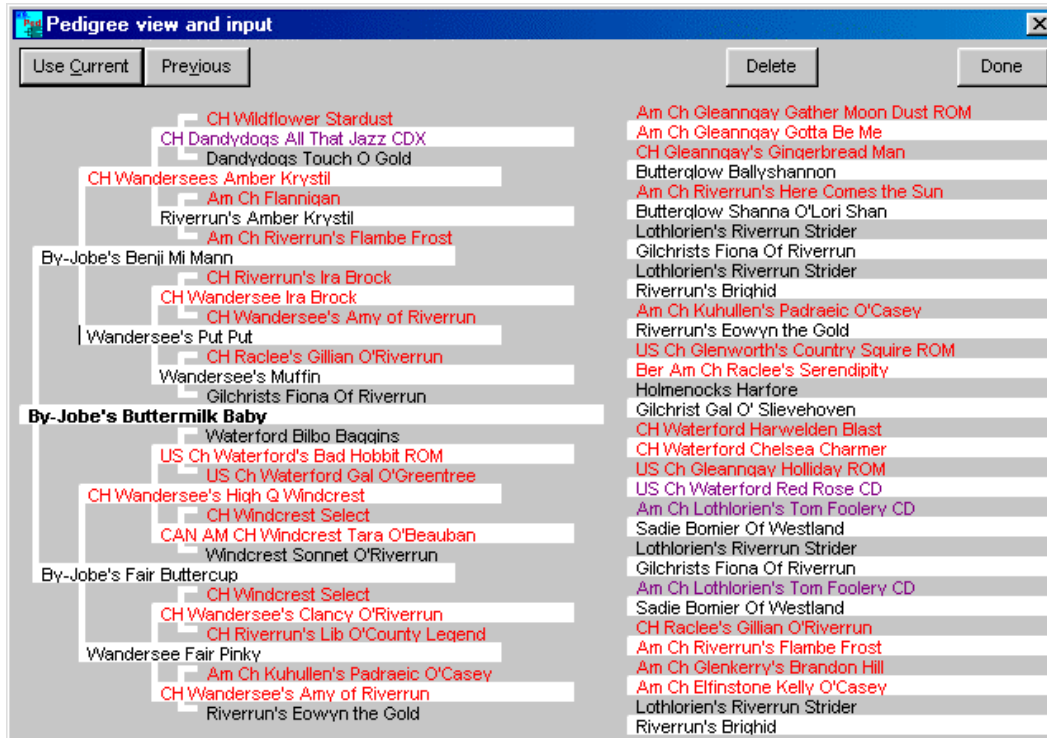 Pedigree view and input
Use Current
Previous
Delete
Done
CH Wildflower Stardust
CH Dandydogs All That Jazz CDX
Dandydogs Touch O Gold
CH Wandersees Amber Krystil
Am Ch Flannigan
Riverrun's Amber Krystil
Am Ch Riverrun's Flambe Frost
By-Jobe's Benji Mi Mann
CH Riverrun's Ira Brock
CH Wandersee Ira Brock
CH Wandersee's Amy of Riverrun
Wandersee's Put Put
CH Raclee's Gillian O'Riverrun
Wandersee's Muffin
Gilchrists Fiona Of Riverrun
By-Jobe's Buttermilk Baby
Waterford Bilbo Baggins
US Ch Waterford's Bad Hobbit ROM
US Ch Waterford Gal O'Greentree
CH Wandersee's High Q Windcrest
CH Windcrest Select
CAN AM CH Windcrest Tara O'Beauban
Windcrest Sonnet O'Riverrun
By-Jobe's Fair Buttercup
CH Windcrest Select
CH Wandersee's Clancy O'Riverrun
CH Riverrun's Lib O'County Legend
Wandersee Fair Pinky
Am Ch Kuhullen's Padraeic O'Casey
CH Wandersee's Amy of Riverrun
Riverrun's Eowyn the Gold
Am Ch Gleanngay Gather Moon Dust ROM
Am Ch Gleanngay Gotta Be Me
CH Gleanngay's Gingerbread Man
Butterglow Ballyshannon
Am Ch Riverrun's Here Comes the Sun
Butterglow Shanna O'Lori Shan
Lothlorien's Riverrun Strider
Gilchrists Fiona Of Riverrun
Lothlorien's Riverrun Strider
Riverrun's Brighid
Am Ch Kuhullen's Padraeic O'Casey
Riverrun's Eowyn the Gold
US Ch Glenworth's Country Squire ROM
Ber Am Ch Raclee's Serendipity
Holmenocks Harfore
Gilchrist Gal O' Slievehoven
CH Waterford Harwelden Blast
CH Waterford Chelsea Charmer
US Ch Gleanngay Holliday ROM
US Ch Waterford Red Rose CD
Am Ch Lothlorien's Tom Foolery CD
Sadie Bomier Of Westland
Lothlorien's Riverrun Strider
Gilchrists Fiona Of Riverrun
Am Ch Lothlorien's Tom Foolery CD
Sadie Bomier Of Westland
CH Raclee's Gillian O'Riverrun
Am Ch Riverrun's Flambe Frost
Am Ch Glenkerry's Brandon Hill
Am Ch Elfinstone Kelly O'Casey
Lothlorien's Riverrun Strider
Riverrun's Brighid